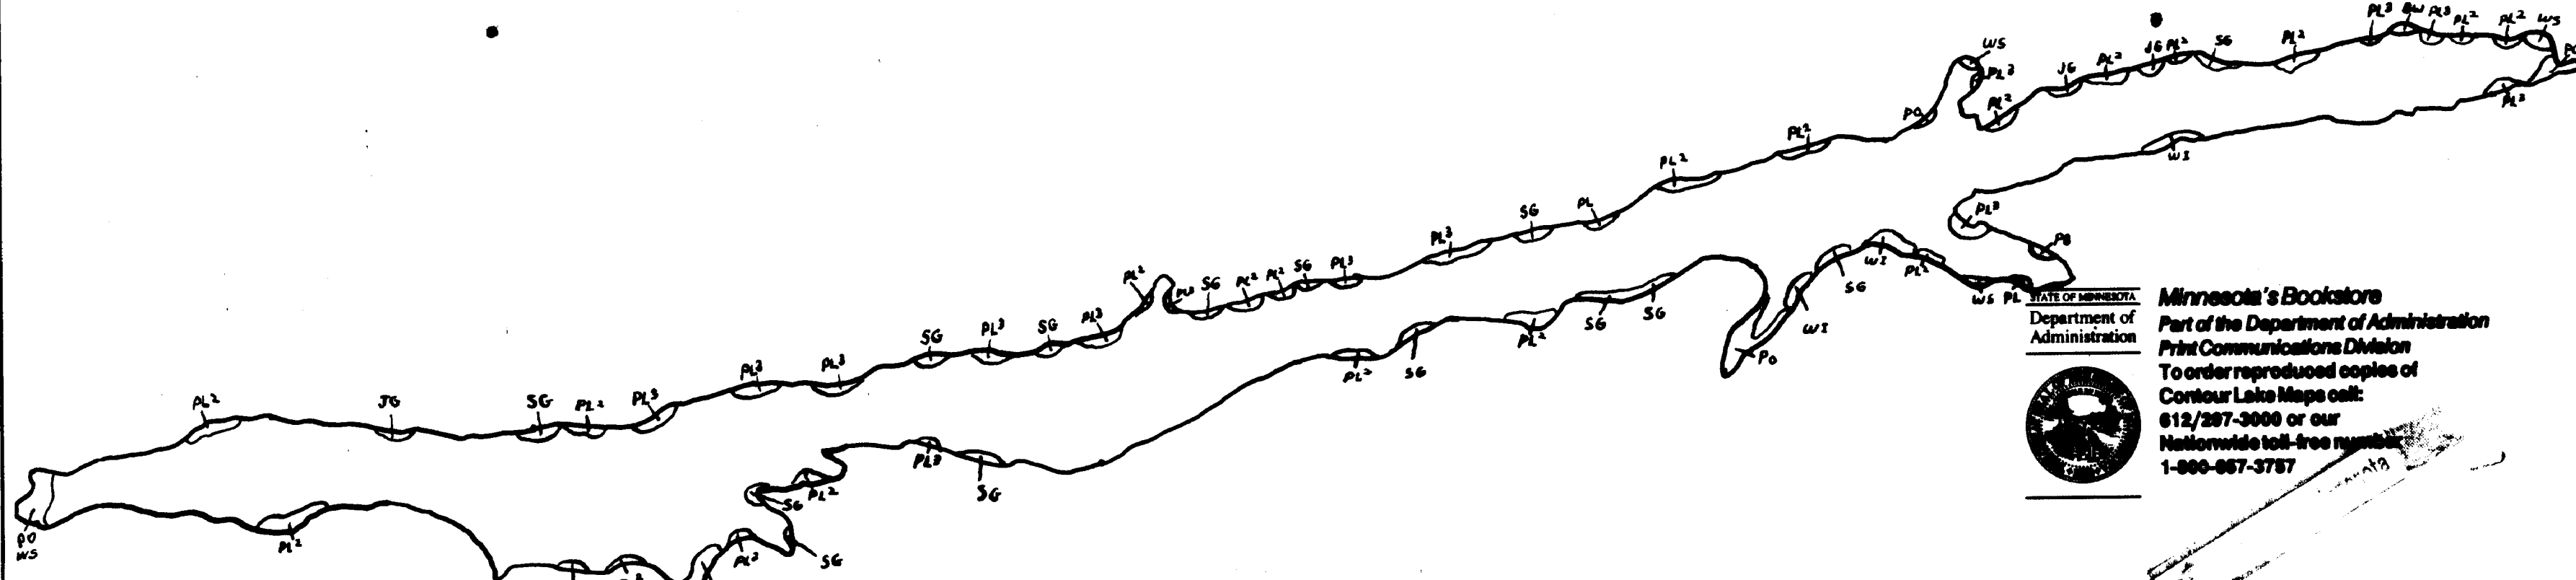 PL³ BW PL³ PL² PL² WS
WS
PL³
JG PL² JG PL² SG PL²
PO PL²
PL³
PL²
WI
PL²
PL³
PO
SG PL
PL³
PL² PL³ SG PL² PL² SG PL³
SG WI PL²
WS PL
WI
SG SG
PL²
PO
SG PL³ SG PL³
PL² SG
PL³ PL³
PL² JG SG PL² PL³
PL³
SG
PL²
SG
PO
WS
PL²
PL²
SG
STATE OF MINNESOTA
Department of
Administration
Minnesota's Bookstore
Part of the Department of Administration
Print Communications Division
To order reproduced copies of
Contour Lake Maps call:
612/297-3000 or our
Nationwide toll-free number
1-800-657-3757